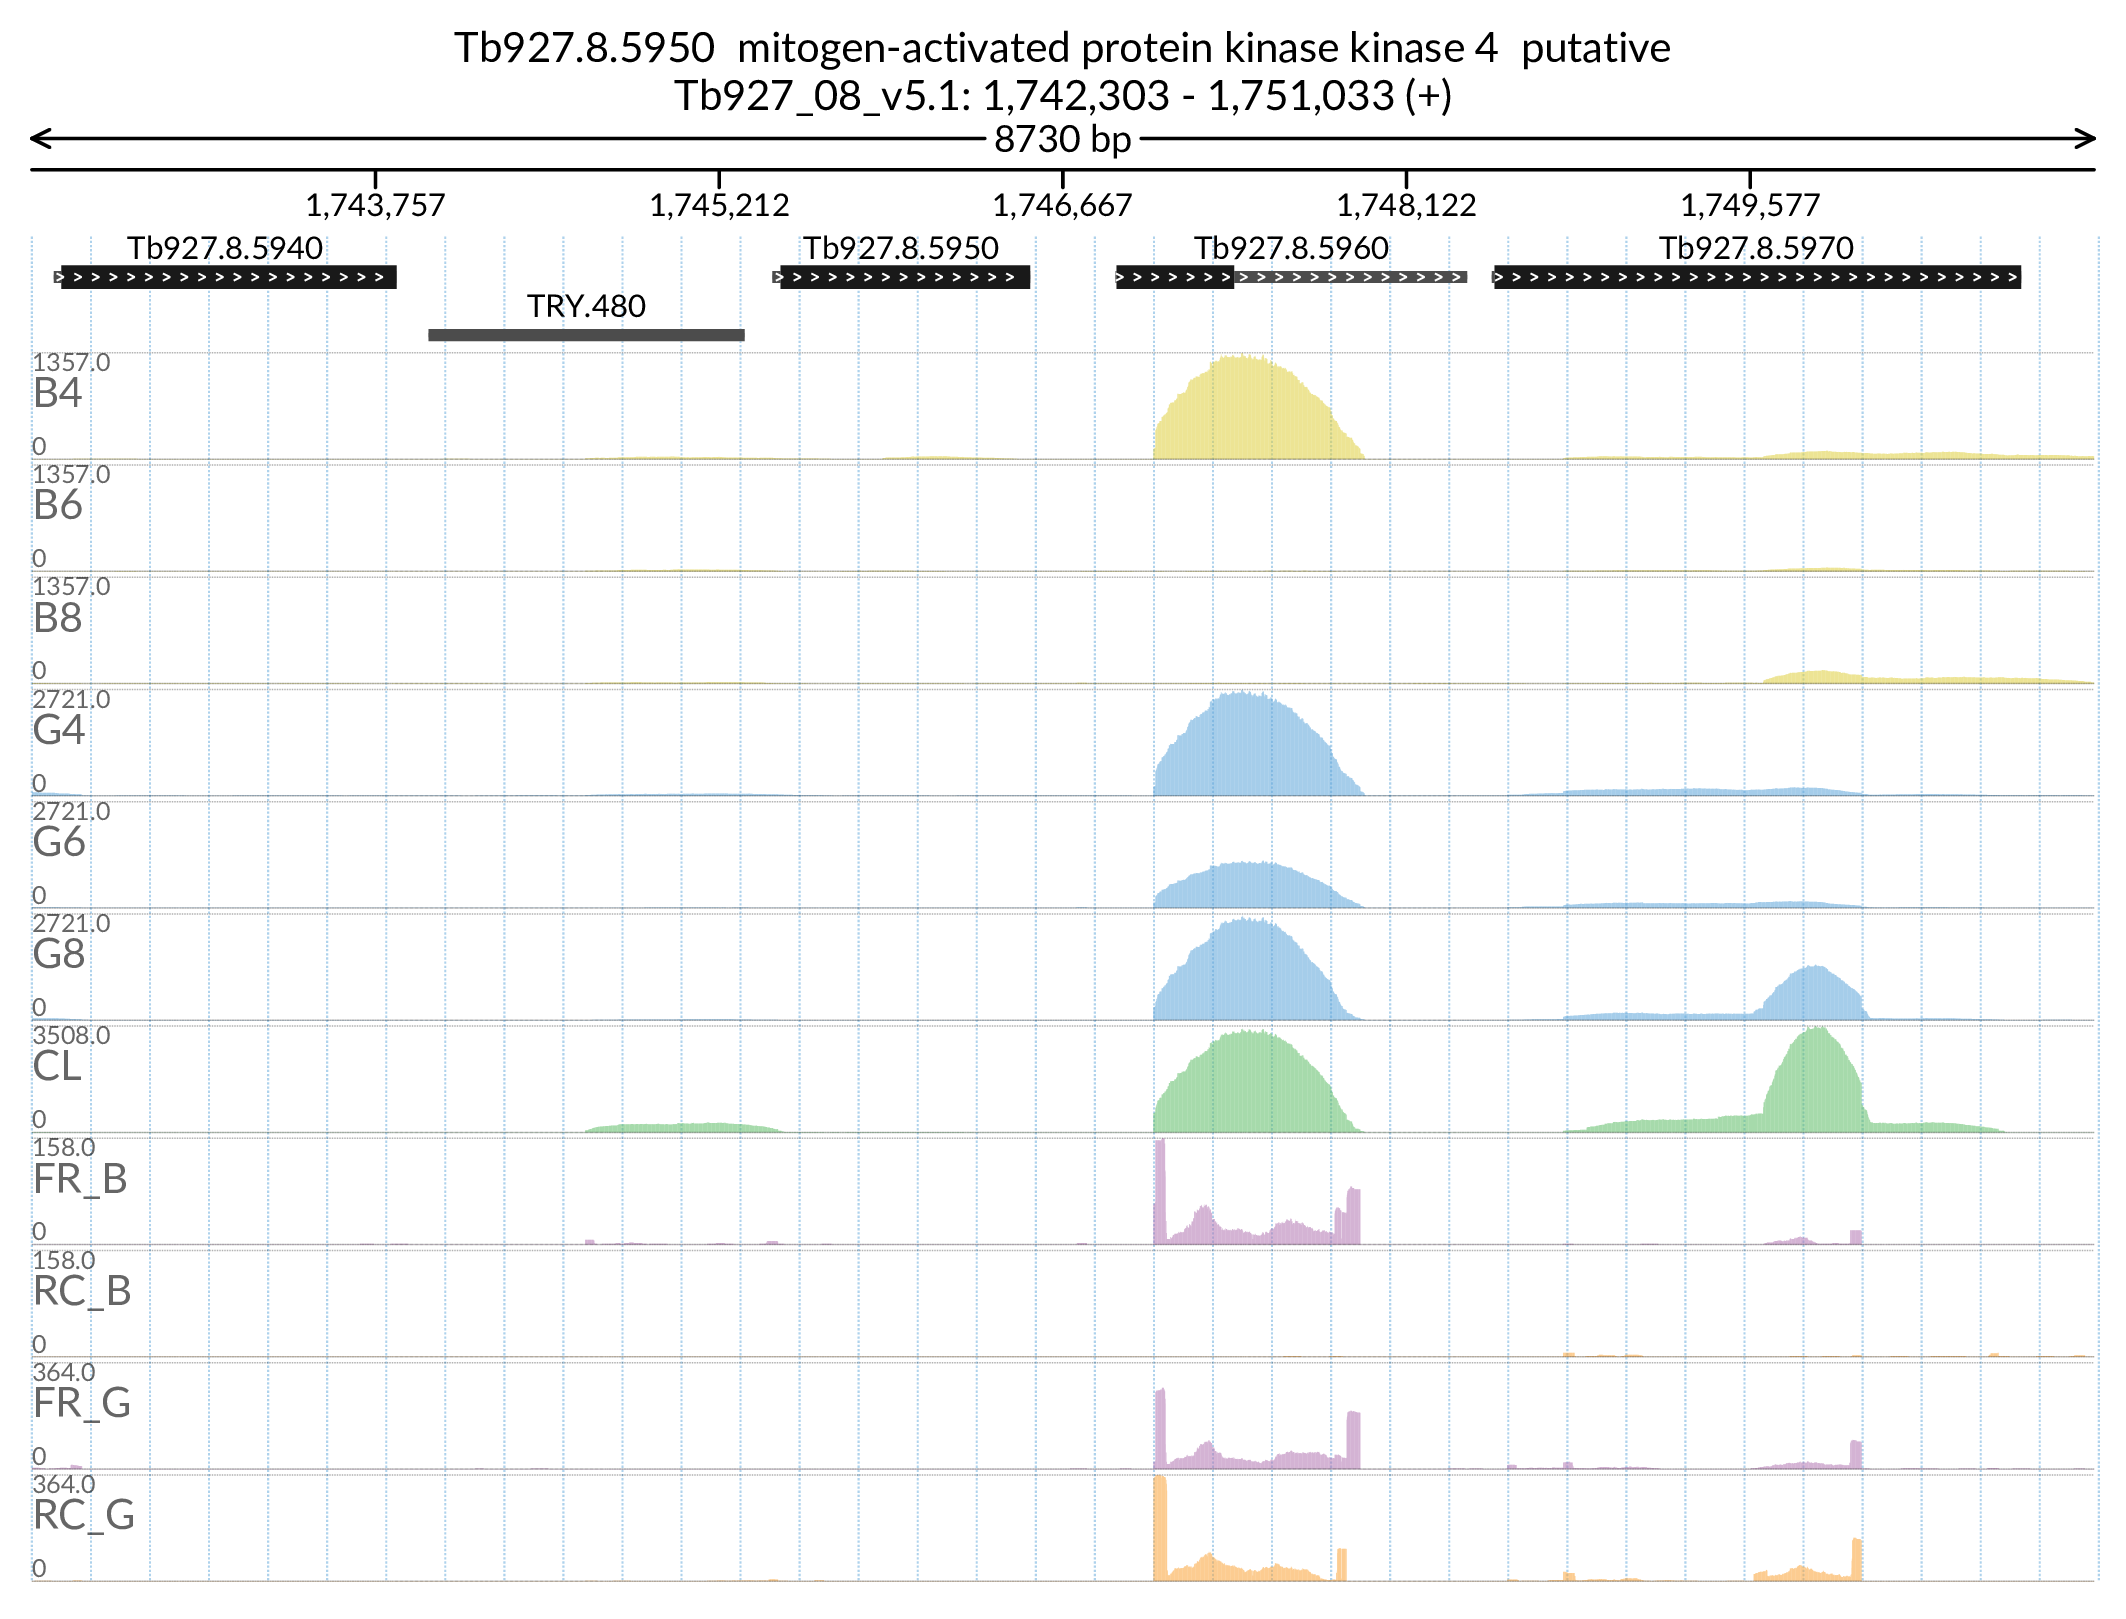 Tb927.8.5950  mitogen-activated protein kinase kinase 4  putative
Tb927_08_v5.1: 1,742,303 - 1,751,033 (+)
8730 bp
1,743,757 1,745,212 1,746,667 1,748,122 1,749,577
Tb927.8.5940 Tb927.8.5950 Tb927.8.5960 Tb927.8.5970
TRY.480
1357.0
B4
0
1357.0
B6
0
1357.0
B8
0
2721.0
G4
0
2721.0
G6
0
2721.0
G8
0
3508.0
CL
0
158.0
FR_B
0
158.0
RC_B
0
364.0
FR_G
0
364.0
RC_G
0